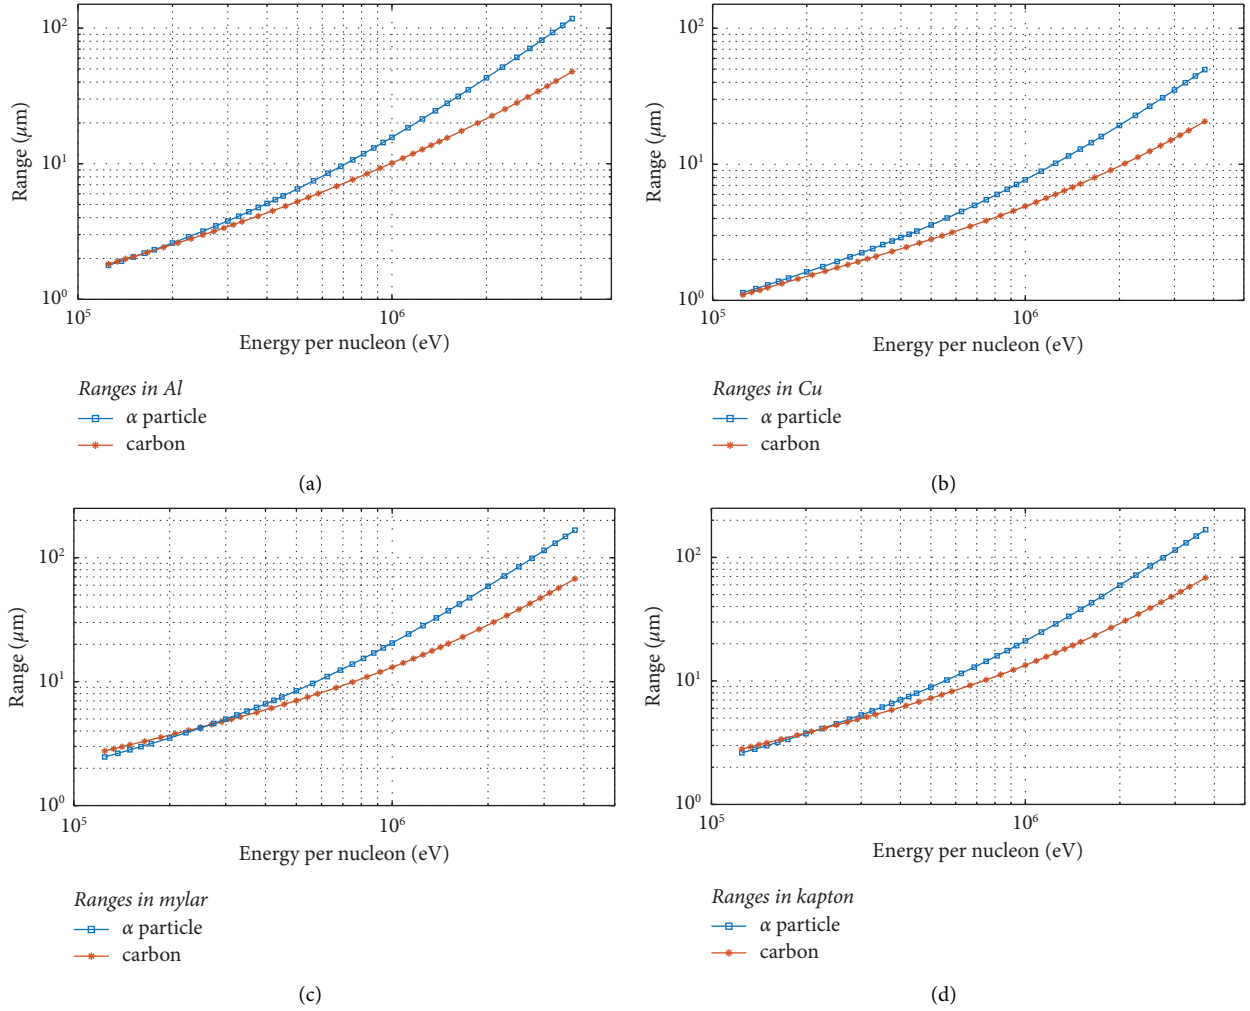 10²
10¹
10⁰
Range (μm)
10⁵
10⁶
Energy per nucleon (eV)
Ranges in Al
α particle
carbon
(a)
10²
10¹
10⁰
Range (μm)
10⁵
10⁶
Energy per nucleon (eV)
Ranges in Cu
α particle
carbon
(b)
10²
10¹
10⁰
Range (μm)
10⁵
10⁶
Energy per nucleon (eV)
Ranges in mylar
α particle
carbon
(c)
10²
10¹
10⁰
Range (μm)
10⁵
10⁶
Energy per nucleon (eV)
Ranges in kapton
α particle
carbon
(d)